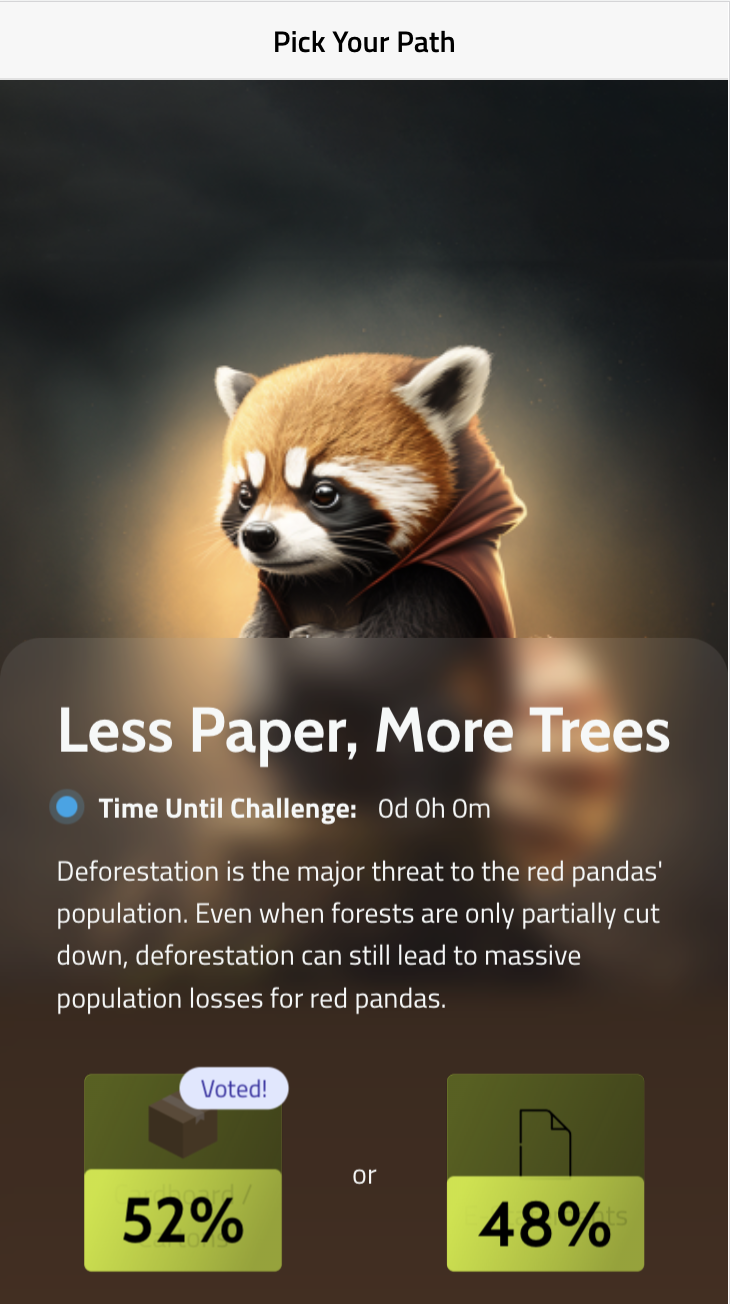 Pick Your Path
Less Paper, More Trees
Time Until Challenge: 0d 0h 0m
Deforestation is the major threat to the red pandas'
population. Even when forests are only partially cut
down, deforestation can still lead to massive
population losses for red pandas.
Voted!
Cardboard /
Cartons
52%
or
48%